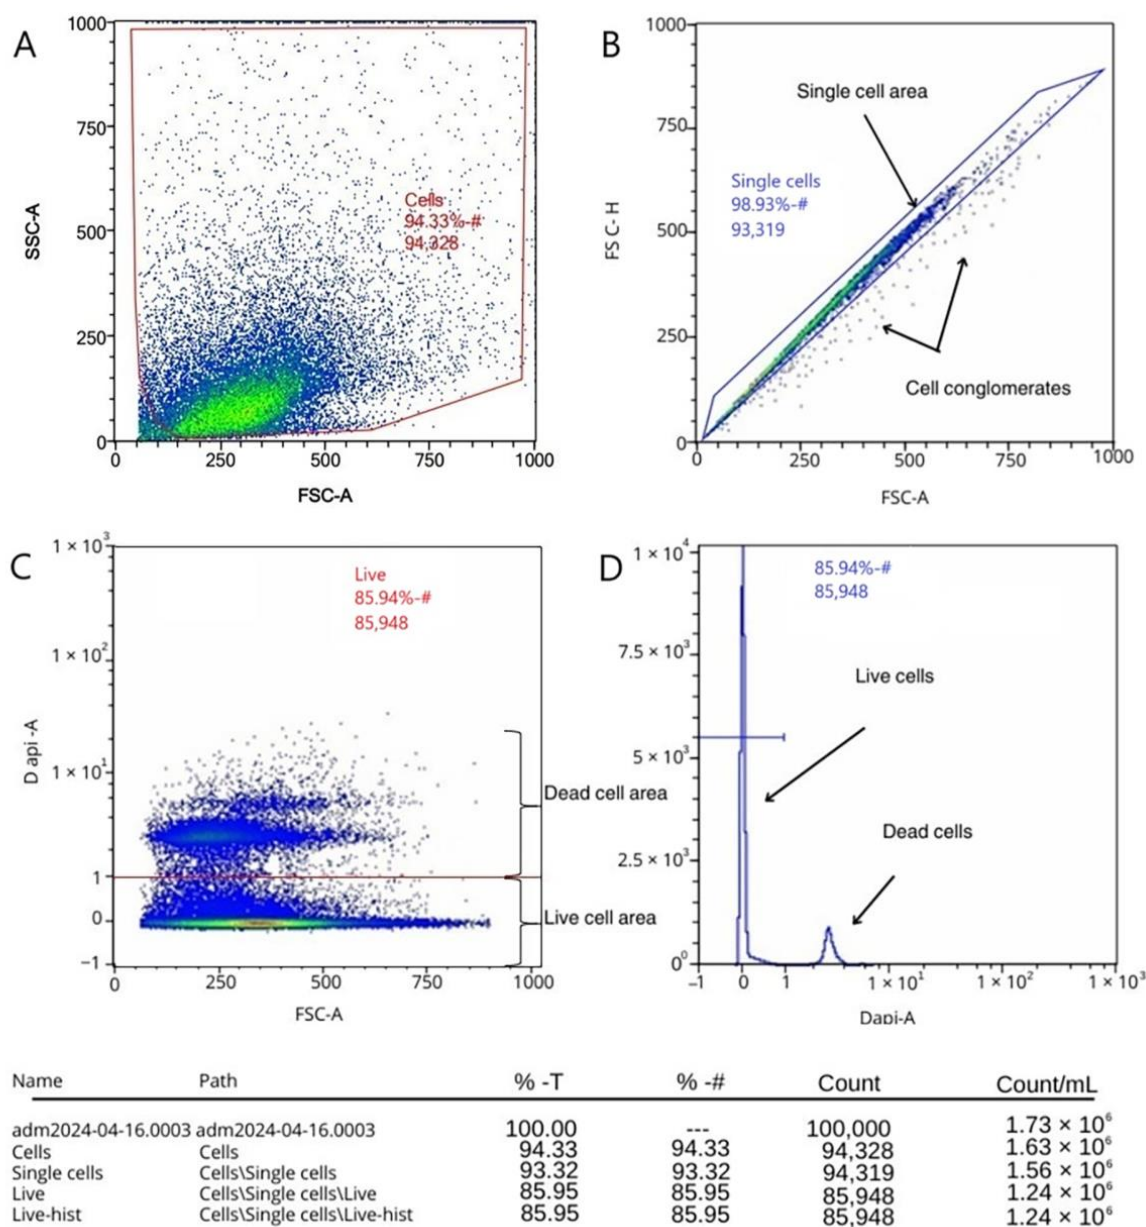 A
1000
750
500
250
0
SSC-A
Cells
94.33%-#
94,328
0 250 500 750 1000
FSC-A
B
1000
750
500
250
0
FS C- H
Single cell area
Single cells
98.93%-#
93,319
Cell conglomerates
0 250 500 750 1000
FSC-A
C
1 × 10³
1 × 10²
1 × 10¹
1
0
−1
D api -A
Live
85.94%-#
85,948
Dead cell area
Live cell area
0 250 500 750 1000
FSC-A
D
1 × 10⁴
7.5 × 10³
5 × 10³
2.5 × 10³
0⁰
85.94%-#
85,948
Live cells
Dead cells
−1 0 1 1 × 10¹ 1 × 10² 1 × 10³
Dapi-A
Name Path % -T % -# Count Count/mL
adm2024-04-16.0003 adm2024-04-16.0003 100.00 --- 100,000 1.73 × 10⁶
Cells Cells 94.33 94.33 94,328 1.63 × 10⁶
Single cells Cells\Single cells 93.32 93.32 94,319 1.56 × 10⁶
Live Cells\Single cells\Live 85.95 85.95 85,948 1.24 × 10⁶
Live-hist Cells\Single cells\Live-hist 85.95 85.95 85,948 1.24 × 10⁶